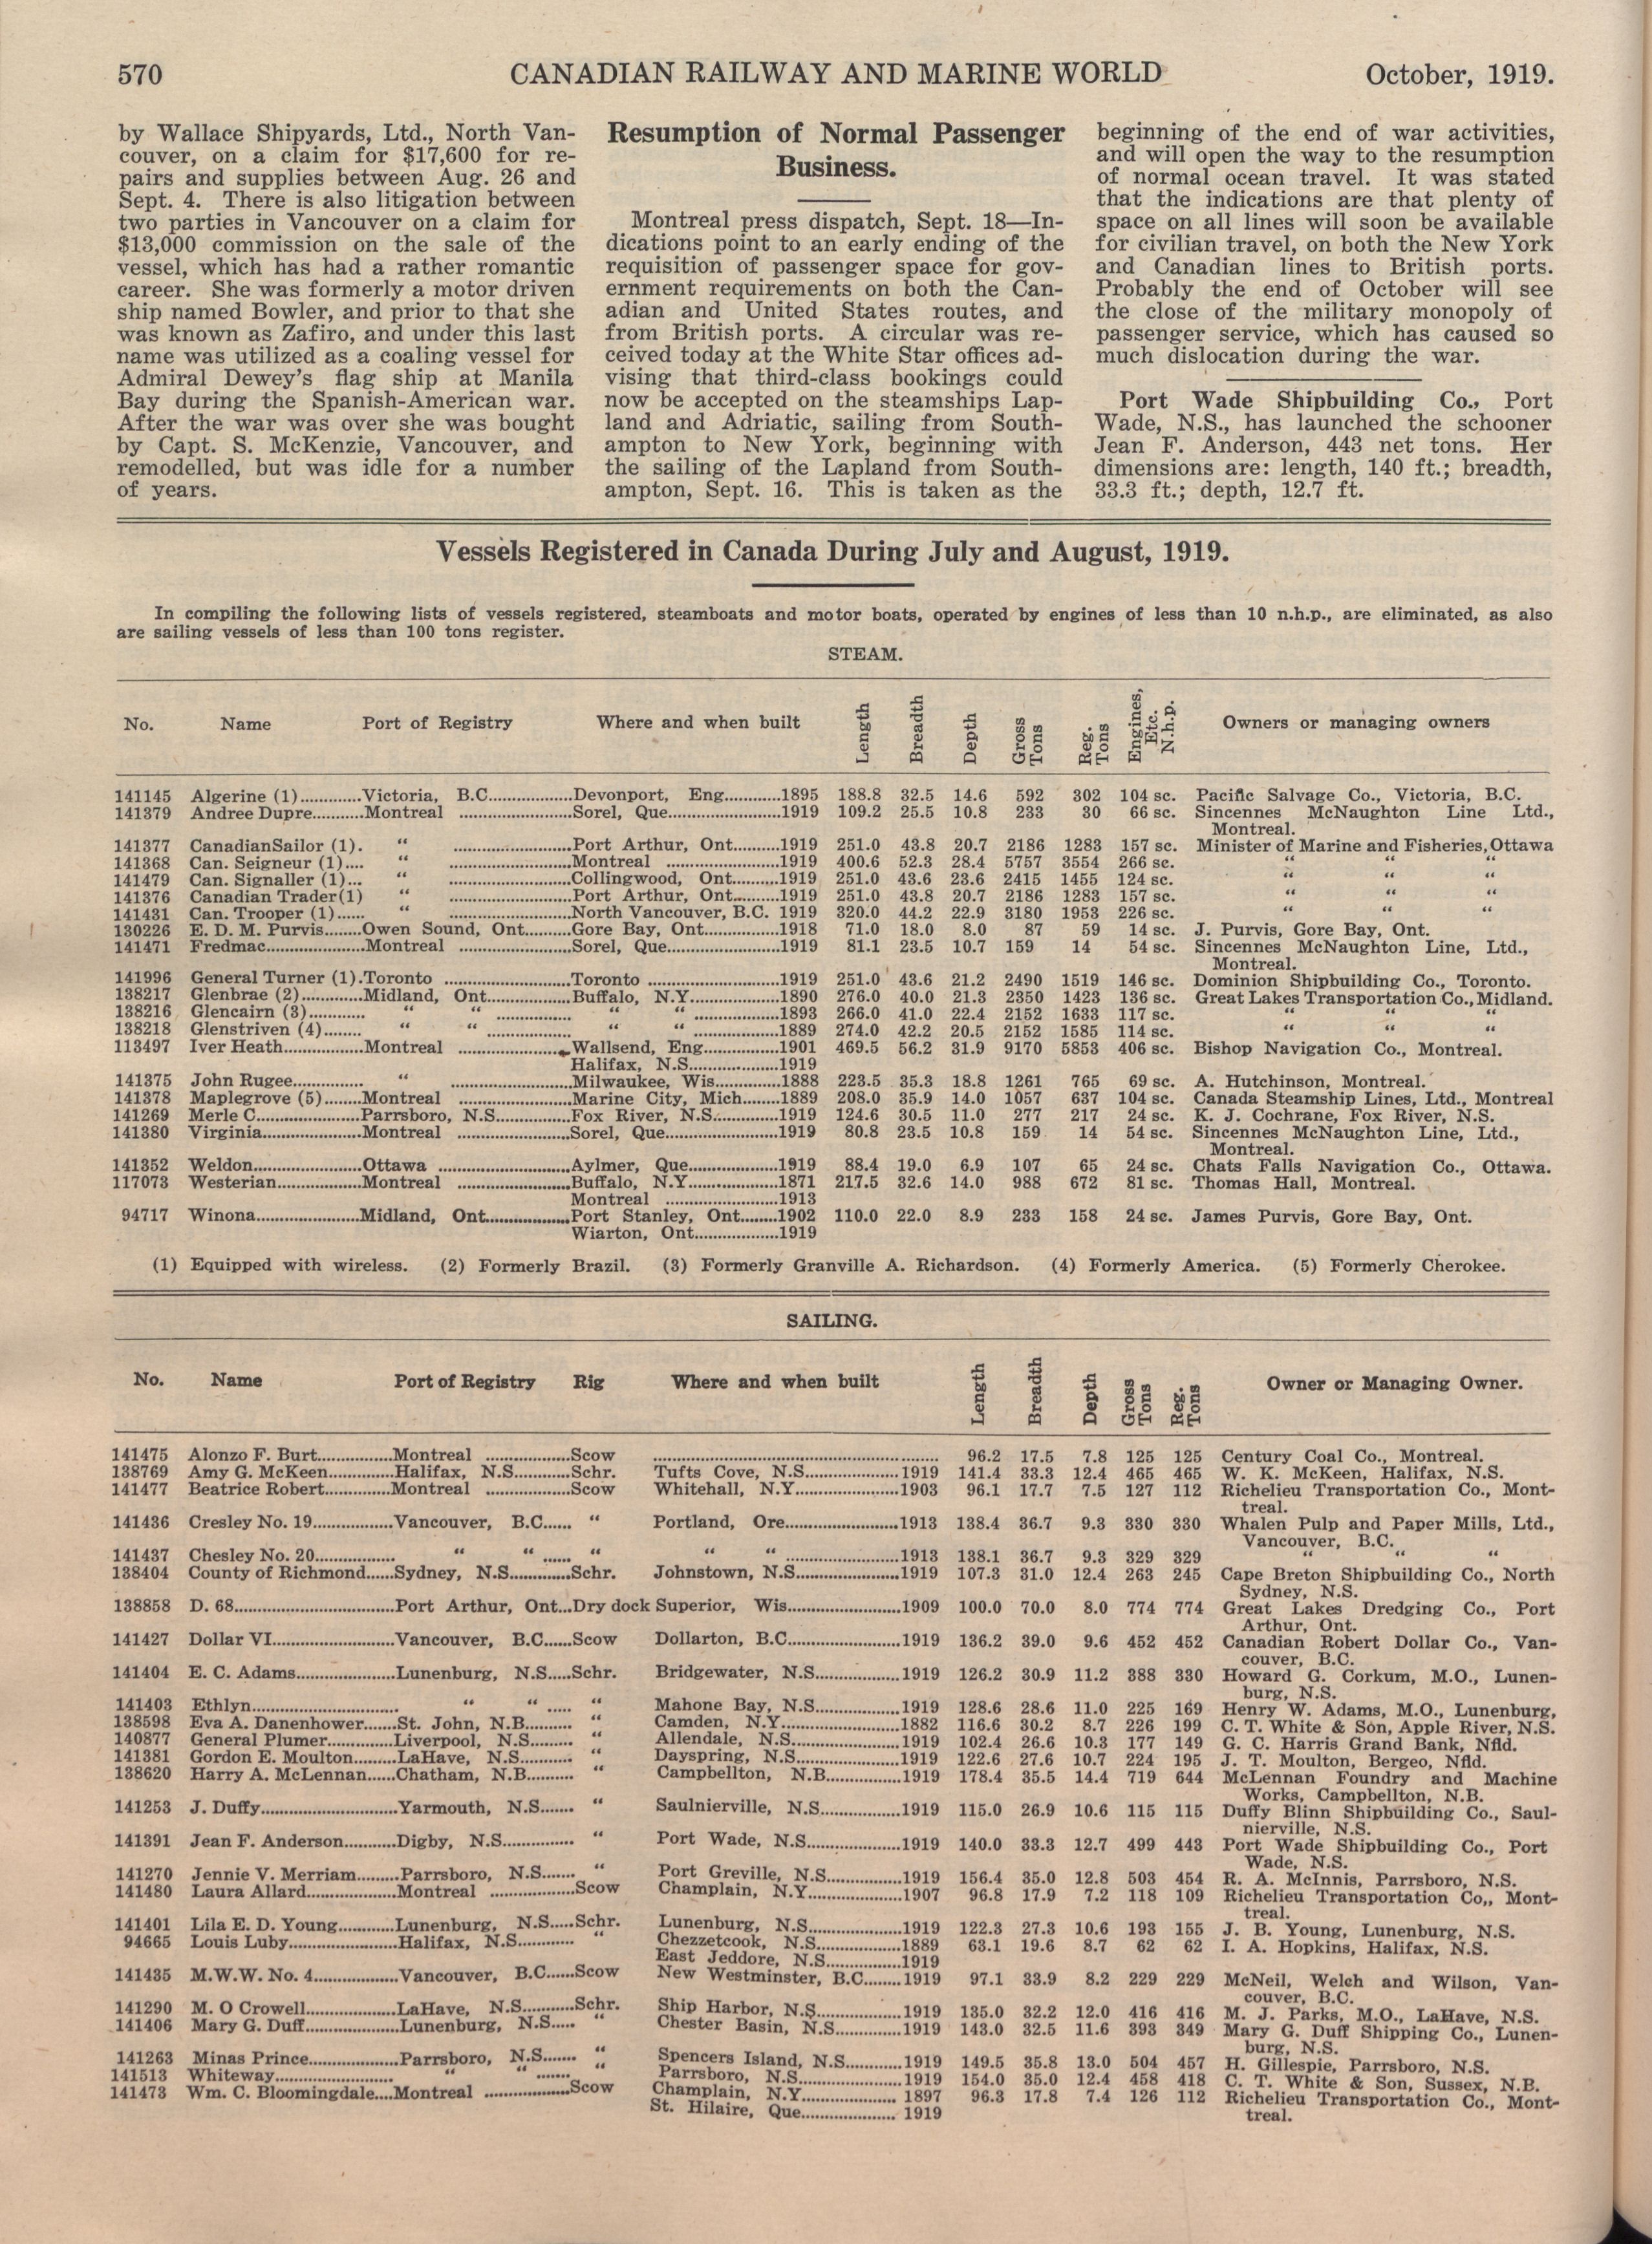 570
CANADIAN RAILWAY AND MARINE WORLD
October, 1919.
by Wallace Shipyards, Ltd., North Van-
couver, on a claim for $17,600 for re-
pairs and supplies between Aug. 26 and
Sept. 4. There is also litigation between
two parties in Vancouver on a claim for
$13,000 commission on the sale of the
vessel, which has had a rather romantic
career. She was formerly a motor driven
ship named Bowler, and prior to that she
was known as Zafiro, and under this last
name was utilized as a coaling vessel for
Admiral Dewey's flag ship at Manila
Bay during the Spanish-American war.
After the war was over she was bought
by Capt. S. McKenzie, Vancouver, and
remodelled, but was idle for a number
of years.
Resumption of Normal Passenger
Business.
Montreal press dispatch, Sept. 18—In-
dications point to an early ending of the
requisition of passenger space for gov-
ernment requirements on both the Can-
adian and United States routes, and
from British ports. A circular was re-
ceived today at the White Star offices ad-
vising that third-class bookings could
now be accepted on the steamships Lap-
land and Adriatic, sailing from South-
ampton to New York, beginning with
the sailing of the Lapland from South-
ampton, Sept. 16. This is taken as the
beginning of the end of war activities,
and will open the way to the resumption
of normal ocean travel. It was stated
that the indications are that plenty of
space on all lines will soon be available
for civilian travel, on both the New York
and Canadian lines to British ports.
Probably the end of October will see
the close of the military monopoly of
passenger service, which has caused so
much dislocation during the war.
Port Wade Shipbuilding Co., Port
Wade, N.S., has launched the schooner
Jean F. Anderson, 443 net tons. Her
dimensions are: length, 140 ft.; breadth,
33.3 ft.; depth, 12.7 ft.
Vessels Registered in Canada During July and August, 1919.
In compiling the following lists of vessels registered, steamboats and motor boats, operated by engines of less than 10 n.h.p., are eliminated, as also
are sailing vessels of less than 100 tons register.
STEAM.
No. Name Port of Registry Where and when built Length Breadth Depth Gross Tons Reg. Tons Engines, Etc. N.h.p. Owners or managing owners
141145 Algerine (1).............Victoria, B.C..................Devonport, Eng............1895 188.8 32.5 14.6 592 302 104 sc. Pacific Salvage Co., Victoria, B.C.
141379 Andree Dupre...........Montreal ........................Sorel, Que........................1919 109.2 25.5 10.8 233 30 66 sc. Sincennes McNaughton Line Ltd.,
Montreal.
141377 CanadianSailor (1). " .........................Port Arthur, Ont..........1919 251.0 43.8 20.7 2186 1283 157 sc. Minister of Marine and Fisheries,Ottawa
141368 Can. Seigneur (1).... " ..........................Montreal ........................1919 400.6 52.3 28.4 5757 3554 266 sc. " " "
141479 Can. Signaller (1)... " ..........................Collingwood, Ont..........1919 251.0 43.6 23.6 2415 1455 124 sc. " " "
141376 Canadian Trader(1) " ..........................Port Arthur, Ont..........1919 251.0 43.8 20.7 2186 1283 157 sc. " " "
141431 Can. Trooper (1)...... " ..........................North Vancouver, B.C. 1919 320.0 44.2 22.9 3180 1953 226 sc. " " "
130226 E. D. M. Purvis........Owen Sound, Ont..........Gore Bay, Ont................1918 71.0 18.0 8.0 87 59 14 sc. J. Purvis, Gore Bay, Ont.
141471 Fredmac.....................Montreal ........................Sorel, Que........................1919 81.1 23.5 10.7 159 14 54 sc. Sincennes McNaughton Line, Ltd.,
Montreal.
141996 General Turner (1).Toronto ...........................Toronto ............................1919 251.0 43.6 21.2 2490 1519 146 sc. Dominion Shipbuilding Co., Toronto.
138217 Glenbrae (2).............Midland, Ont..................Buffalo, N.Y...................1890 276.0 40.0 21.3 2350 1423 136 sc. Great Lakes Transportation Co.,Midland.
138216 Glencairn (3)............ " " ................ " " ..................1893 266.0 41.0 22.4 2152 1633 117 sc. " " "
138218 Glenstriven (4)........ " " .................. " " ..................1889 274.0 42.2 20.5 2152 1585 114 sc. " " "
113497 Iver Heath.................Montreal ........................Wallsend, Eng................1901 469.5 56.2 31.9 9170 5853 406 sc. Bishop Navigation Co., Montreal.
Halifax, N.S...................1919
141375 John Rugee............... " ..........................Milwaukee, Wis..............1888 223.5 35.3 18.8 1261 765 69 sc. A. Hutchinson, Montreal.
141378 Maplegrove (5)........Montreal ........................Marine City, Mich........1889 208.0 35.9 14.0 1057 637 104 sc. Canada Steamship Lines, Ltd., Montreal
141269 Merle C......................Parrsboro, N.S................Fox River, N.S..............1919 124.6 30.5 11.0 277 217 24 sc. K. J. Cochrane, Fox River, N.S.
141380 Virginia.....................Montreal ........................Sorel, Que........................1919 80.8 23.5 10.8 159 14 54 sc. Sincennes McNaughton Line, Ltd.,
Montreal.
141352 Weldon.......................Ottawa ............................Aylmer, Que...................1919 88.4 19.0 6.9 107 65 24 sc. Chats Falls Navigation Co., Ottawa.
117073 Westerian..................Montreal ........................Buffalo, N.Y...................1871 217.5 32.6 14.0 988 672 81 sc. Thomas Hall, Montreal.
Montreal ........................1913
94717 Winona......................Midland, Ont..................Port Stanley, Ont........1902 110.0 22.0 8.9 233 158 24 sc. James Purvis, Gore Bay, Ont.
Wiarton, Ont..................1919
(1) Equipped with wireless. (2) Formerly Brazil. (3) Formerly Granville A. Richardson. (4) Formerly America. (5) Formerly Cherokee.
SAILING.
No. Name Port of Registry Rig Where and when built Length Breadth Depth Gross Tons Reg. Tons Owner or Managing Owner.
141475 Alonzo F. Burt...............Montreal ..................Scow .................................... 96.2 17.5 7.8 125 125 Century Coal Co., Montreal.
138769 Amy G. McKeen.............Halifax, N.S...........Schr. Tufts Cove, N.S....................1919 141.4 33.3 12.4 465 465 W. K. McKeen, Halifax, N.S.
141477 Beatrice Robert.............Montreal ..................Scow Whitehall, N.Y......................1903 96.1 17.7 7.5 127 112 Richelieu Transportation Co., Mont-
treal.
141436 Cresley No. 19.................Vancouver, B.C...... " Portland, Ore........................1913 138.4 36.7 9.3 330 330 Whalen Pulp and Paper Mills, Ltd.,
Vancouver, B.C.
141437 Chesley No. 20................. " " ...... " " " ........................1913 138.1 36.7 9.3 329 329 " " "
138404 County of Richmond......Sydney, N.S.............Schr. Johnstown, N.S......................1919 107.3 31.0 12.4 263 245 Cape Breton Shipbuilding Co., North
Sydney, N.S.
138858 D. 68..................................Port Arthur, Ont...Dry dock Superior, Wis........................1909 100.0 70.0 8.0 774 774 Great Lakes Dredging Co., Port
Arthur, Ont.
141427 Dollar VI..........................Vancouver, B.C......Scow Dollarton, B.C........................1919 136.2 39.0 9.6 452 452 Canadian Robert Dollar Co., Van-
couver, B.C.
141404 E. C. Adams.....................Lunenburg, N.S.....Schr. Bridgewater, N.S..................1919 126.2 30.9 11.2 388 330 Howard G. Corkum, M.O., Lunen-
burg, N.S.
141403 Ethlyn............................... " " ..... " Mahone Bay, N.S..................1919 128.6 28.6 11.0 225 169 Henry W. Adams, M.O., Lunenburg,
138598 Eva A. Danenhower.......St. John, N.B.......... " Camden, N.Y.........................1882 116.6 30.2 8.7 226 199 C. T. White & Son, Apple River, N.S.
140877 General Plumer..............Liverpool, N.S......... " Allendale, N.S.......................1919 102.4 26.6 10.3 177 149 G. C. Harris Grand Bank, Nfld.
141381 Gordon E. Moulton.........LaHave, N.S........... " Dayspring, N.S......................1919 122.6 27.6 10.7 224 195 J. T. Moulton, Bergeo, Nfld.
138620 Harry A. McLennan......Chatham, N.B.......... " Campbellton, N.B................1919 178.4 35.5 14.4 719 644 McLennan Foundry and Machine
Works, Campbellton, N.B.
141253 J. Duffy.............................Yarmouth, N.S....... " Saulnierville, N.S.................1919 115.0 26.9 10.6 115 115 Duffy Blinn Shipbuilding Co., Saul-
nierville, N.S.
141391 Jean F. Anderson...........Digby, N.S............... " Port Wade, N.S....................1919 140.0 33.3 12.7 499 443 Port Wade Shipbuilding Co., Port
Wade, N.S.
141270 Jennie V. Merriam.........Parrsboro, N.S....... " Port Greville, N.S................1919 156.4 35.0 12.8 503 454 R. A. McInnis, Parrsboro, N.S.
141480 Laura Allard...................Montreal ..................Scow Champlain, N.Y....................1907 96.8 17.9 7.2 118 109 Richelieu Transportation Co,, Mont-
treal.
141401 Lila E. D. Young............Lunenburg, N.S.....Schr. Lunenburg, N.S....................1919 122.3 27.3 10.6 193 155 J. B. Young, Lunenburg, N.S.
94665 Louis Luby.......................Halifax, N.S............ " Chezzetcook, N.S..................1889 63.1 19.6 8.7 62 62 I. A. Hopkins, Halifax, N.S.
East Jeddore, N.S................1919
141435 M.W.W. No. 4..................Vancouver, B.C......Scow New Westminster, B.C........1919 97.1 33.9 8.2 229 229 McNeil, Welch and Wilson, Van-
couver, B.C.
141290 M. O Crowell...................LaHave, N.S...........Schr. Ship Harbor, N.S..................1919 135.0 32.2 12.0 416 416 M. J. Parks, M.O., LaHave, N.S.
141406 Mary G. Duff....................Lunenburg, N.S..... " Chester Basin, N.S..............1919 143.0 32.5 11.6 393 349 Mary G. Duff Shipping Co., Lunen-
burg, N.S.
141263 Minas Prince...................Parrsboro, N.S....... " Spencers Island, N.S............1919 149.5 35.8 13.0 504 457 H. Gillespie, Parrsboro, N.S.
141513 Whiteway......................... " " ....... " Parrsboro, N.S......................1919 154.0 35.0 12.4 458 418 C. T. White & Son, Sussex, N.B.
141473 Wm. C. Bloomingdale....Montreal ..................Scow Champlain, N.Y.................... 1897 96.3 17.8 7.4 126 112 Richelieu Transportation Co., Mont-
St. Hilaire, Que.................... 1919 treal.